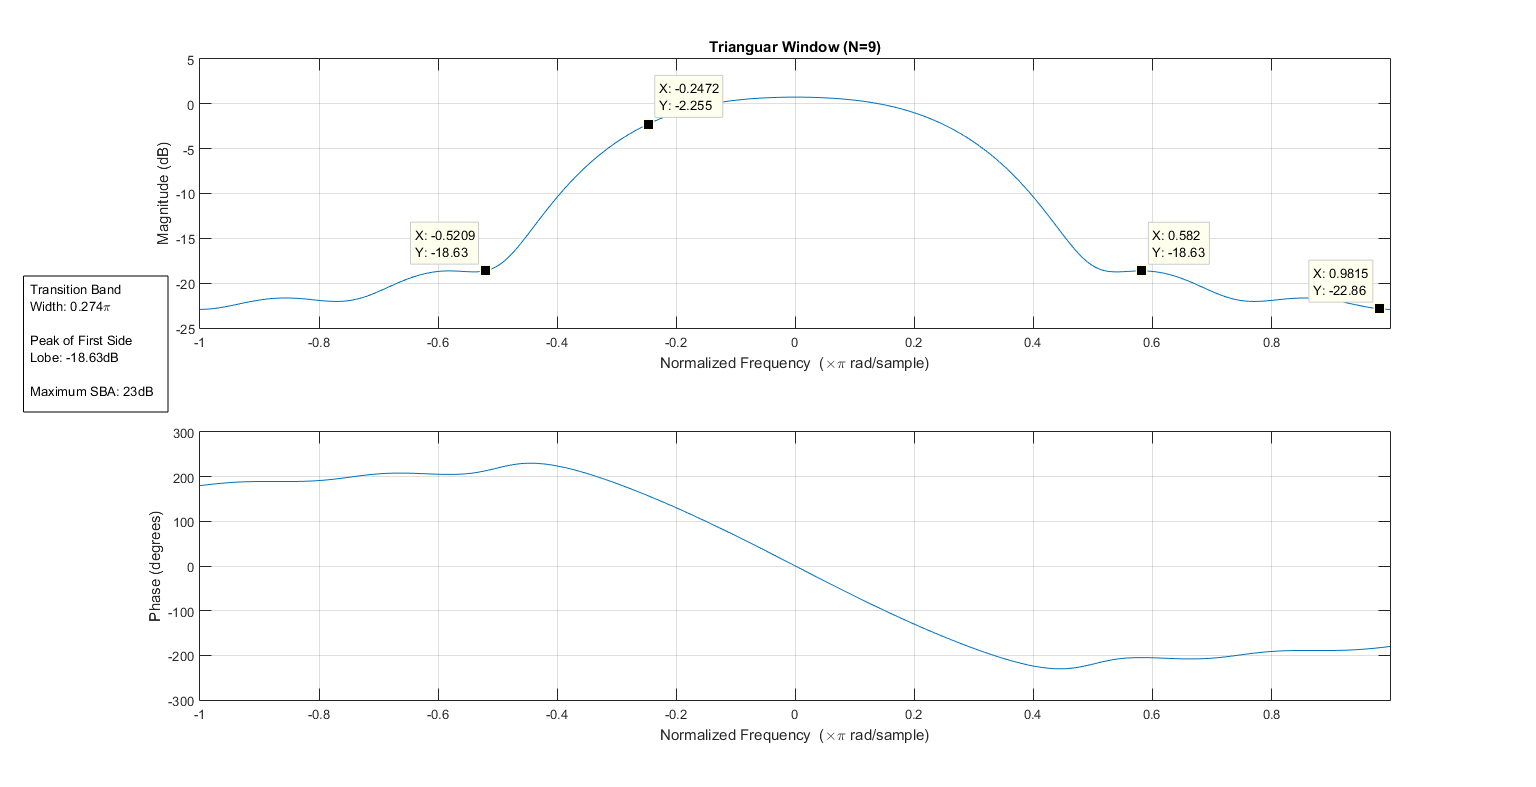 Trianguar Window (N=9)
5
0
-5
-10
-15
-20
-25
Magnitude (dB)
X: -0.2472
Y: -2.255
X: -0.5209
Y: -18.63
X: 0.582
Y: -18.63
X: 0.9815
Y: -22.86
-1
-0.8
-0.6
-0.4
-0.2
0
0.2
0.4
0.6
0.8
Normalized Frequency (×π rad/sample)
Transition Band
Width: 0.274π
Peak of First Side
Lobe: -18.63dB
Maximum SBA: 23dB
300
200
100
0
-100
-200
-300
Phase (degrees)
-1
-0.8
-0.6
-0.4
-0.2
0
0.2
0.4
0.6
0.8
Normalized Frequency (×π rad/sample)